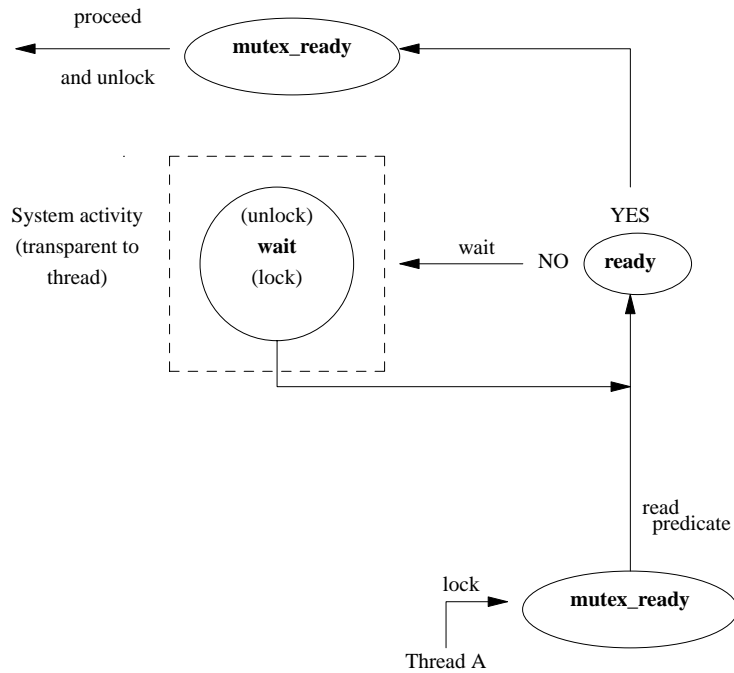 proceed
mutex_ready
and unlock
YES
System activity
(transparent to
thread)
(unlock)
wait
(lock)
wait
NO
ready
read
predicate
lock
mutex_ready
Thread A